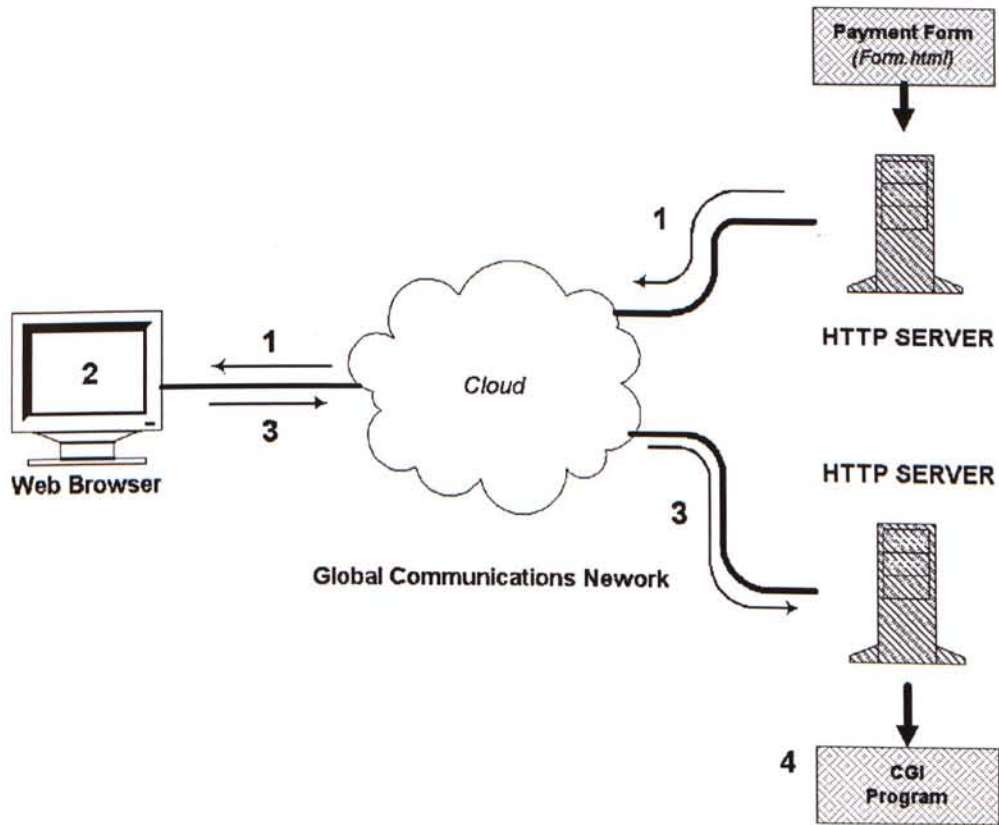 Payment Form
(Form.html)
1
HTTP SERVER
1
2
Cloud
3
Web Browser
HTTP SERVER
3
Global Communications Nework
4
CGI
Program